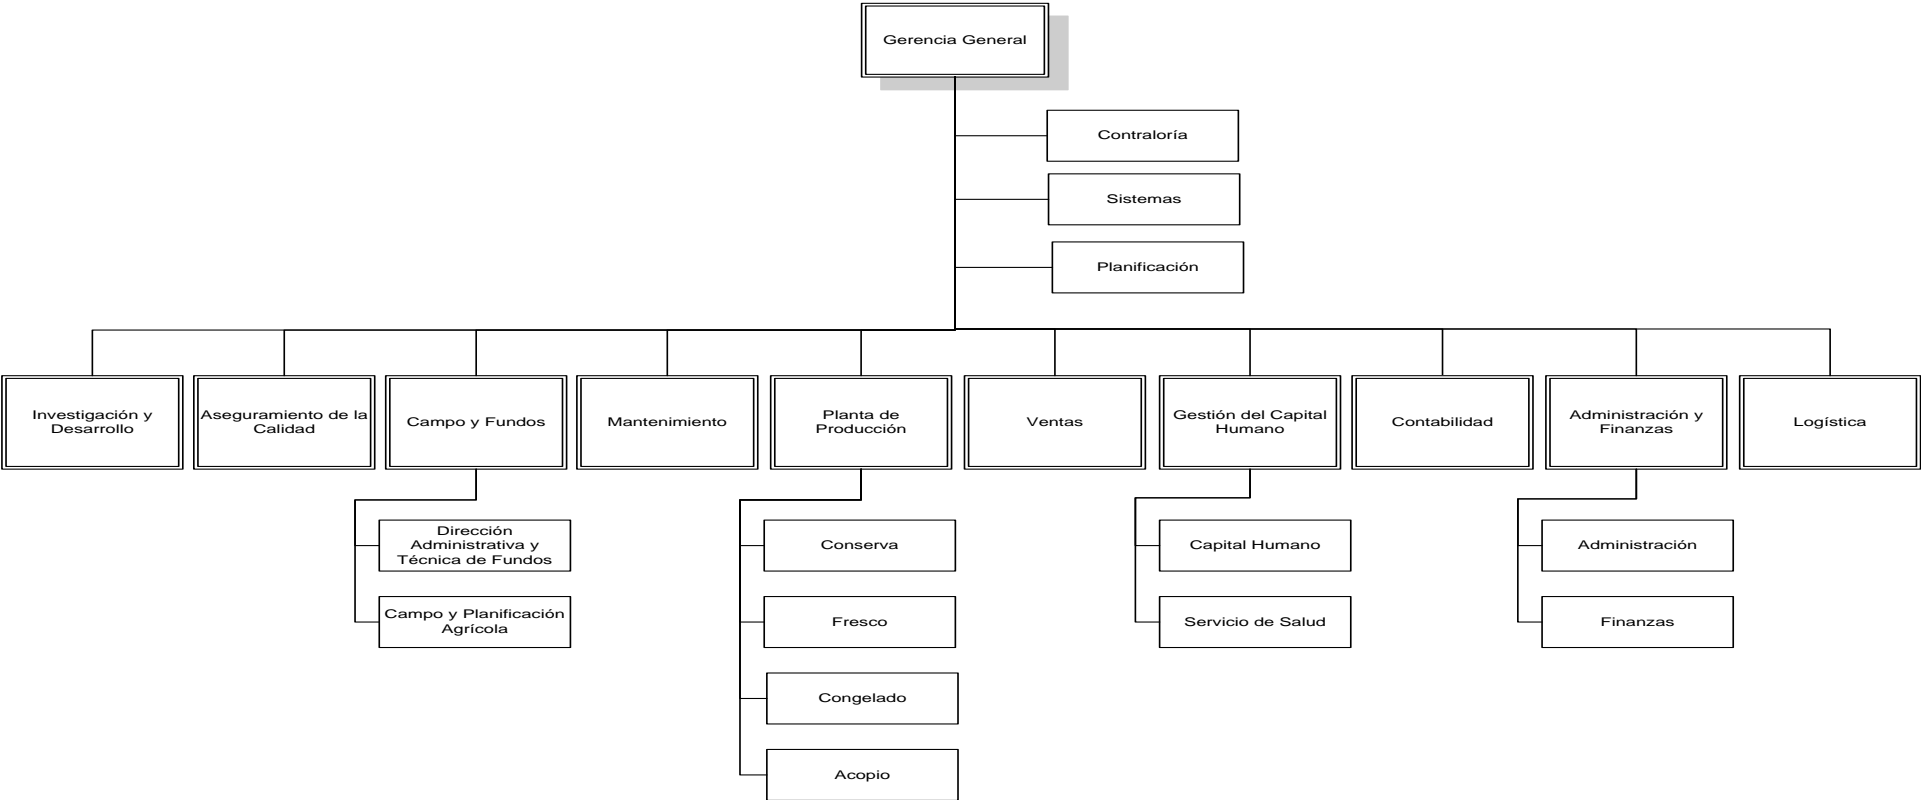 Gerencia General
Contraloría
Sistemas
Planificación
Investigación y
Desarrollo
Aseguramiento de la
Calidad
Campo y Fundos
Mantenimiento
Planta de
Producción
Ventas
Gestión del Capital
Humano
Contabilidad
Administración y
Finanzas
Logística
Dirección
Administrativa y
Técnica de Fundos
Campo y Planificación
Agrícola
Conserva
Fresco
Congelado
Acopio
Capital Humano
Servicio de Salud
Administración
Finanzas